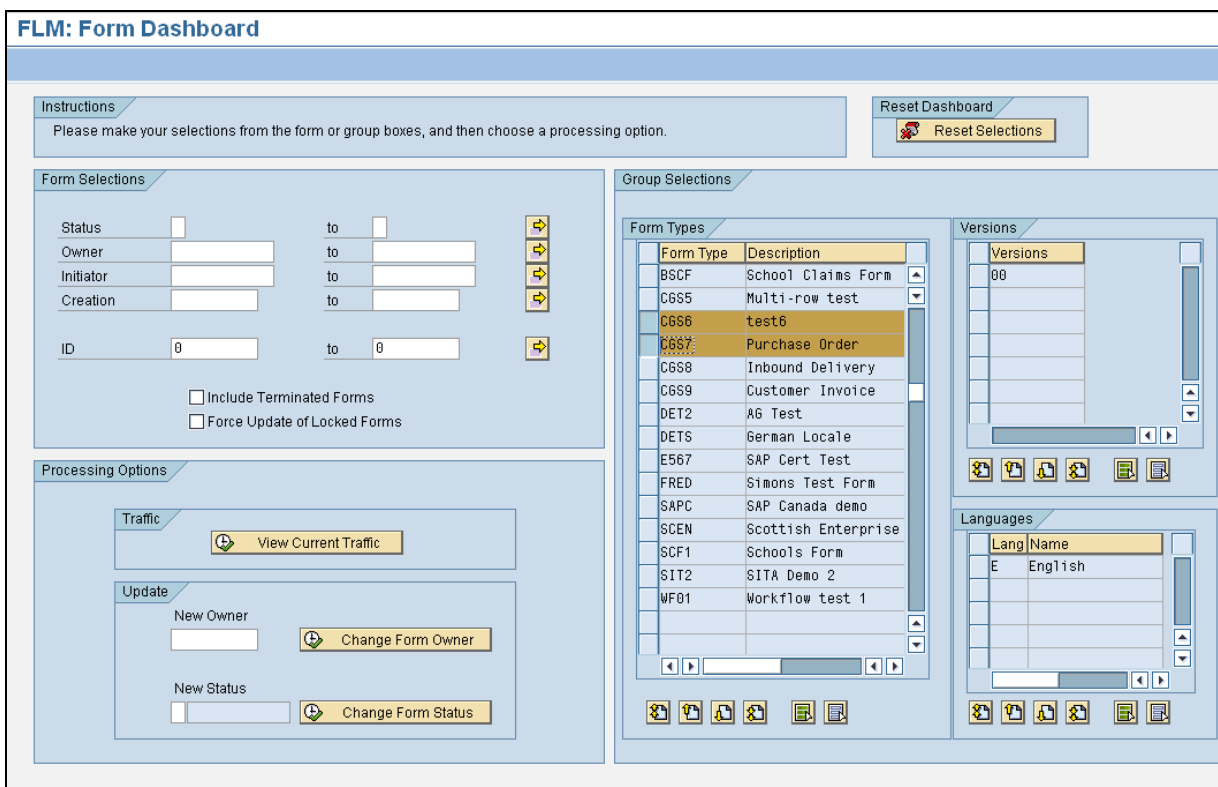 FLM: Form Dashboard
Instructions
Please make your selections from the form or group boxes, and then choose a processing option.
Reset Dashboard
Reset Selections
Form Selections
Status to
Owner to
Initiator to
Creation to
ID 0 to 0
Include Terminated Forms
Force Update of Locked Forms
Processing Options
Traffic
View Current Traffic
Update
New Owner
Change Form Owner
New Status
Change Form Status
Group Selections
Form Types
Form Type Description
BSCF School Claims Form
CGS5 Multi-row test
CGS6 test6
CGS7 Purchase Order
CGS8 Inbound Delivery
CGS9 Customer Invoice
DET2 AG Test
DETS German Locale
E567 SAP Cert Test
FRED Simons Test Form
SAPC SAP Canada demo
SCEN Scottish Enterprise
SCF1 Schools Form
SIT2 SITA Demo 2
WF01 Workflow test 1
Versions
Versions
00
Languages
Lang Name
E English